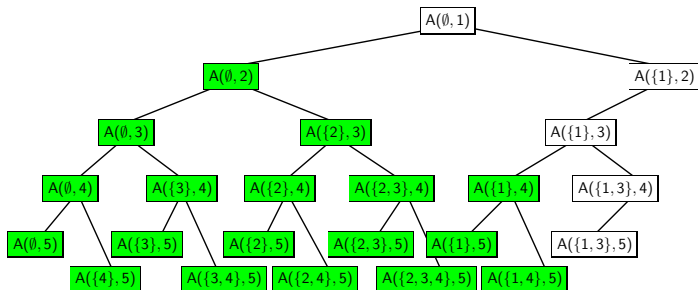 A(∅, 1)
A(∅, 2)
A({1}, 2)
A(∅, 3)
A({2}, 3)
A({1}, 3)
A(∅, 4)
A({3}, 4)
A({2}, 4)
A({2, 3}, 4)
A({1}, 4)
A({1, 3}, 4)
A(∅, 5)
A({3}, 5)
A({2}, 5)
A({2, 3}, 5)
A({1}, 5)
A({1, 3}, 5)
A({4}, 5)
A({3, 4}, 5)
A({2, 4}, 5)
A({2, 3, 4}, 5)
A({1, 4}, 5)